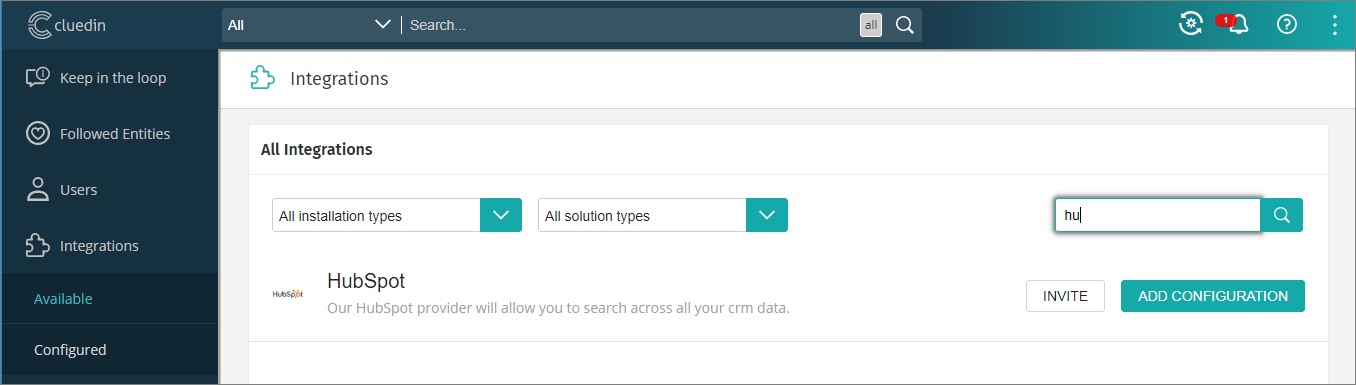 cluedin
All
Search...
all
1
Keep in the loop
Followed Entities
Users
Integrations
Available
Configured
Integrations
All Integrations
All installation types
All solution types
hu
HubSpot
HubSpot
Our HubSpot provider will allow you to search across all your crm data.
INVITE
ADD CONFIGURATION